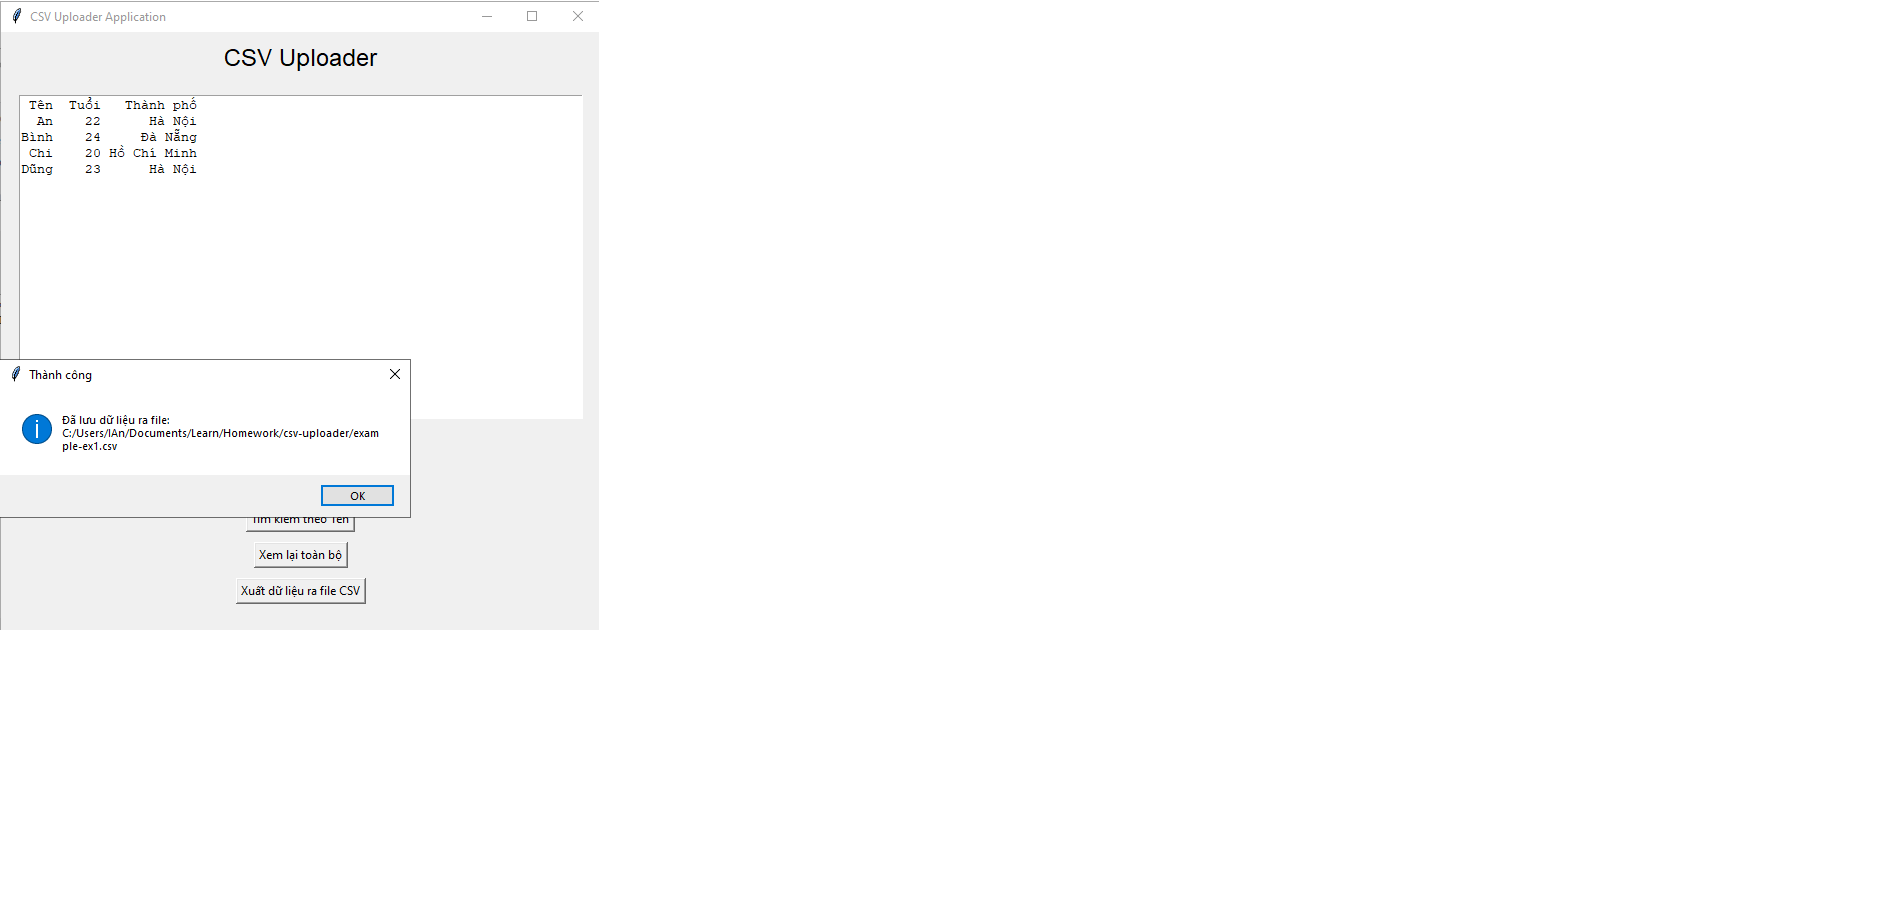 CSV Uploader Application
CSV Uploader
Tên Tuổi Thành phố
An 22 Hà Nội
Bình 24 Đà Nẵng
Chi 20 Hồ Chí Minh
Dũng 23 Hà Nội
Thành công
Đã lưu dữ liệu ra file:
C:/Users/IAn/Documents/Learn/Homework/csv-uploader/exam
ple-ex1.csv
OK
Tìm kiếm theo Tên
Xem lại toàn bộ
Xuất dữ liệu ra file CSV